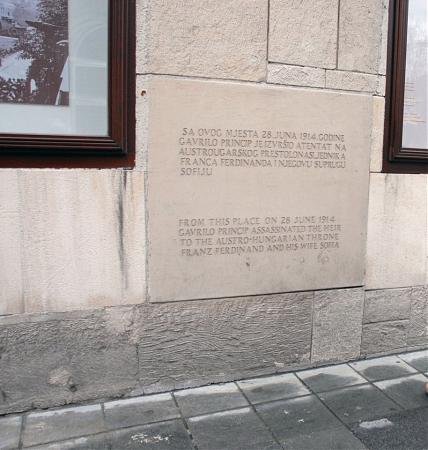 SA OVOG MJESTA 28. JUNA 1914. GODINE
GAVRILO PRINCIP JE IZVRŠIO ATENTAT NA
AUSTROUGARSKOG PRESTOLONASLJEDNIKA
FRANCA FERDINANDA I NJEGOVU SUPRUGU
SOFIJU
FROM THIS PLACE ON 28 JUNE 1914
GAVRILO PRINCIP ASSASSINATED THE HEIR
TO THE AUSTRO-HUNGARIAN THRONE
FRANZ FERDINAND AND HIS WIFE SOFIA